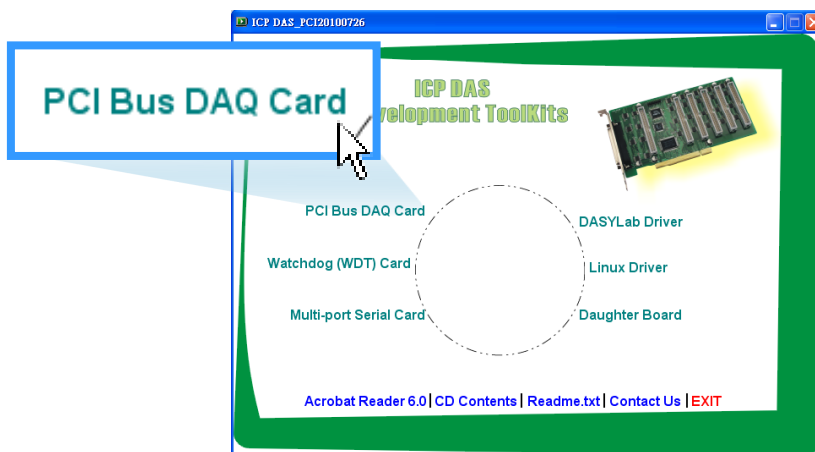 ICP DAS_PCI20100726
PCI Bus DAQ Card
ICP DAS
velopment ToolKits
PCI Bus DAQ Card
Watchdog (WDT) Card
Multi-port Serial Card
DASYLab Driver
Linux Driver
Daughter Board
Acrobat Reader 6.0 | CD Contents | Readme.txt | Contact Us | EXIT